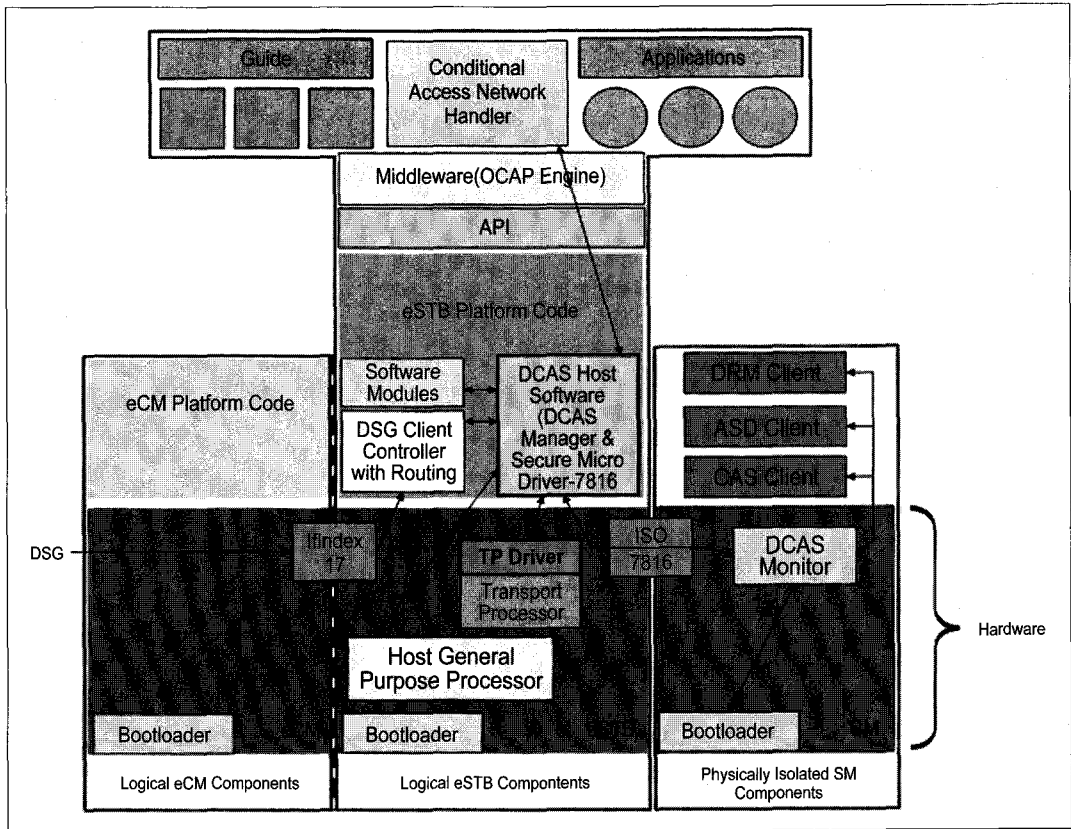 Guide
Conditional
Access Network
Handler
Applications
Middleware(OCAP Engine)
API
eSTB Platform Code
eCM Platform Code
Software
Modules
DSG Client
Controller
with Routing
DCAS Host
Software
(DCAS
Manager &
Secure Micro
Driver-7816
DRM Client
ASD Client
CAS Client
DSG
Ifindex
17
TP Driver
Transport
Processor
ISO
7816
DCAS
Monitor
Hardware
Host General
Purpose Processor
Bootloader
Bootloader
Bootloader
SM
Logical eCM Components
Logical eSTB Compontents
Physically Isolated SM
Components